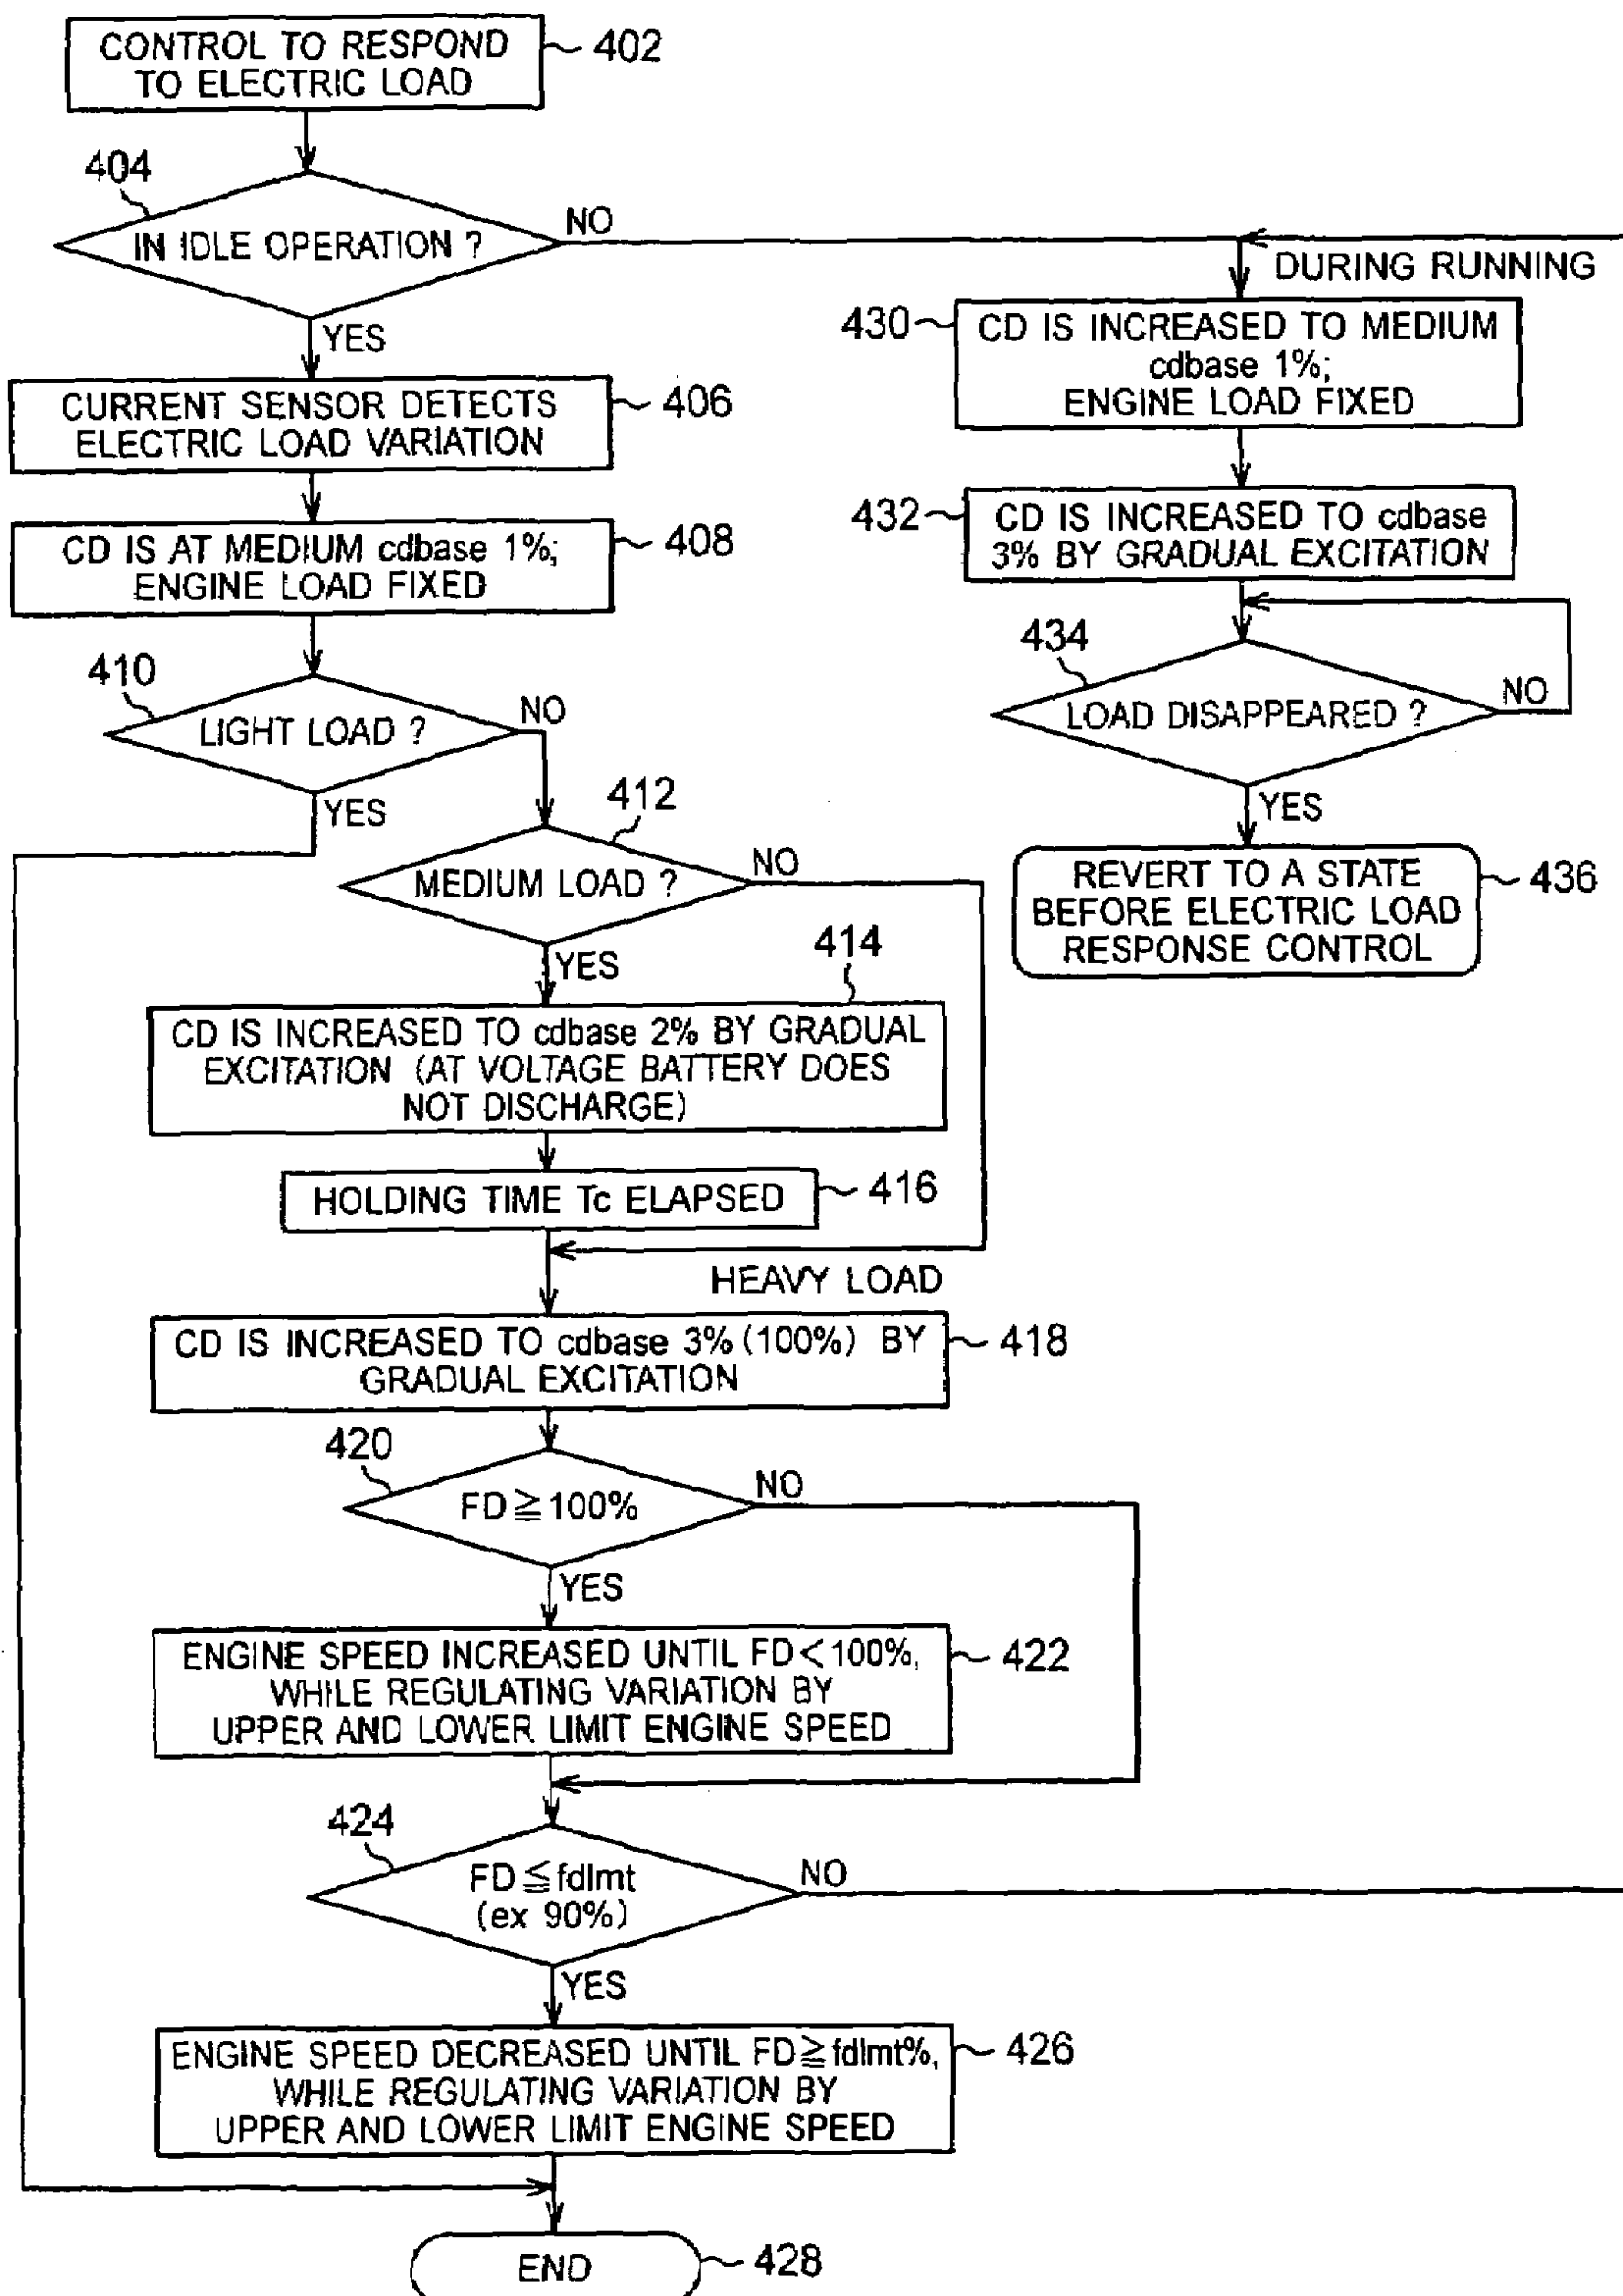 CONTROL TO RESPOND
TO ELECTRIC LOAD
402
404
IN IDLE OPERATION ?
NO
YES
CURRENT SENSOR DETECTS
ELECTRIC LOAD VARIATION
406
CD IS AT MEDIUM cdbase 1%;
ENGINE LOAD FIXED
408
410
LIGHT LOAD ?
NO
YES
412
MEDIUM LOAD ?
NO
YES
414
CD IS INCREASED TO cdbase 2% BY GRADUAL
EXCITATION (AT VOLTAGE BATTERY DOES
NOT DISCHARGE)
HOLDING TIME Tc ELAPSED
416
HEAVY LOAD
CD IS INCREASED TO cdbase 3% (100%) BY
GRADUAL EXCITATION
418
420
FD≧100%
NO
YES
ENGINE SPEED INCREASED UNTIL FD<100%,
WHILE REGULATING VARIATION BY
UPPER AND LOWER LIMIT ENGINE SPEED
422
424
FD≦fdlmt
(ex 90%)
NO
YES
ENGINE SPEED DECREASED UNTIL FD≧fdlmt%,
WHILE REGULATING VARIATION BY
UPPER AND LOWER LIMIT ENGINE SPEED
426
END
428
DURING RUNNING
430
CD IS INCREASED TO MEDIUM
cdbase 1%;
ENGINE LOAD FIXED
432
CD IS INCREASED TO cdbase
3% BY GRADUAL EXCITATION
434
LOAD DISAPPEARED ?
NO
YES
REVERT TO A STATE
BEFORE ELECTRIC LOAD
RESPONSE CONTROL
436